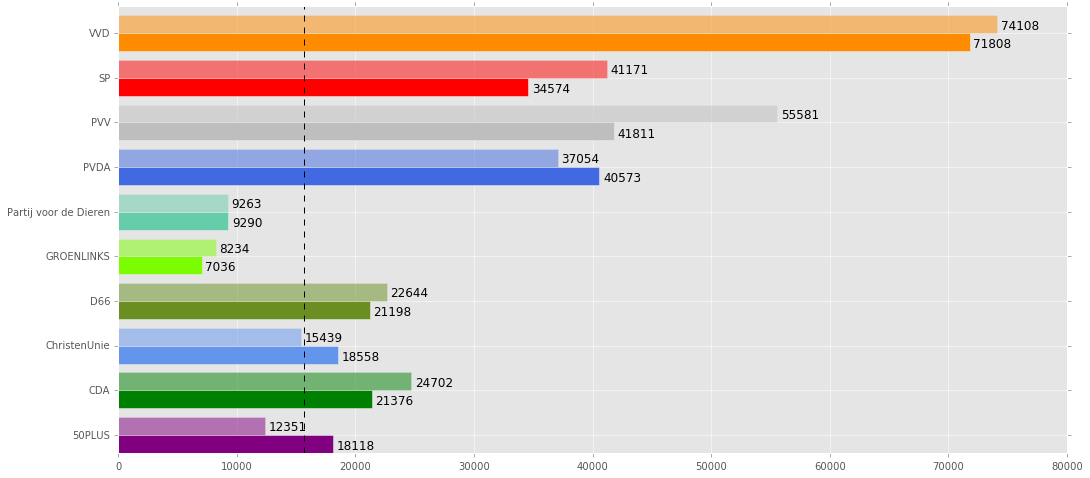 VVD
74108
71808
SP
41171
34574
PVV
55581
41811
PVDA
37054
40573
Partij voor de Dieren
9263
9290
GROENLINKS
8234
7036
D66
22644
21198
ChristenUnie
15439
18558
CDA
24702
21376
50PLUS
12351
18118
0 10000 20000 30000 40000 50000 60000 70000 80000